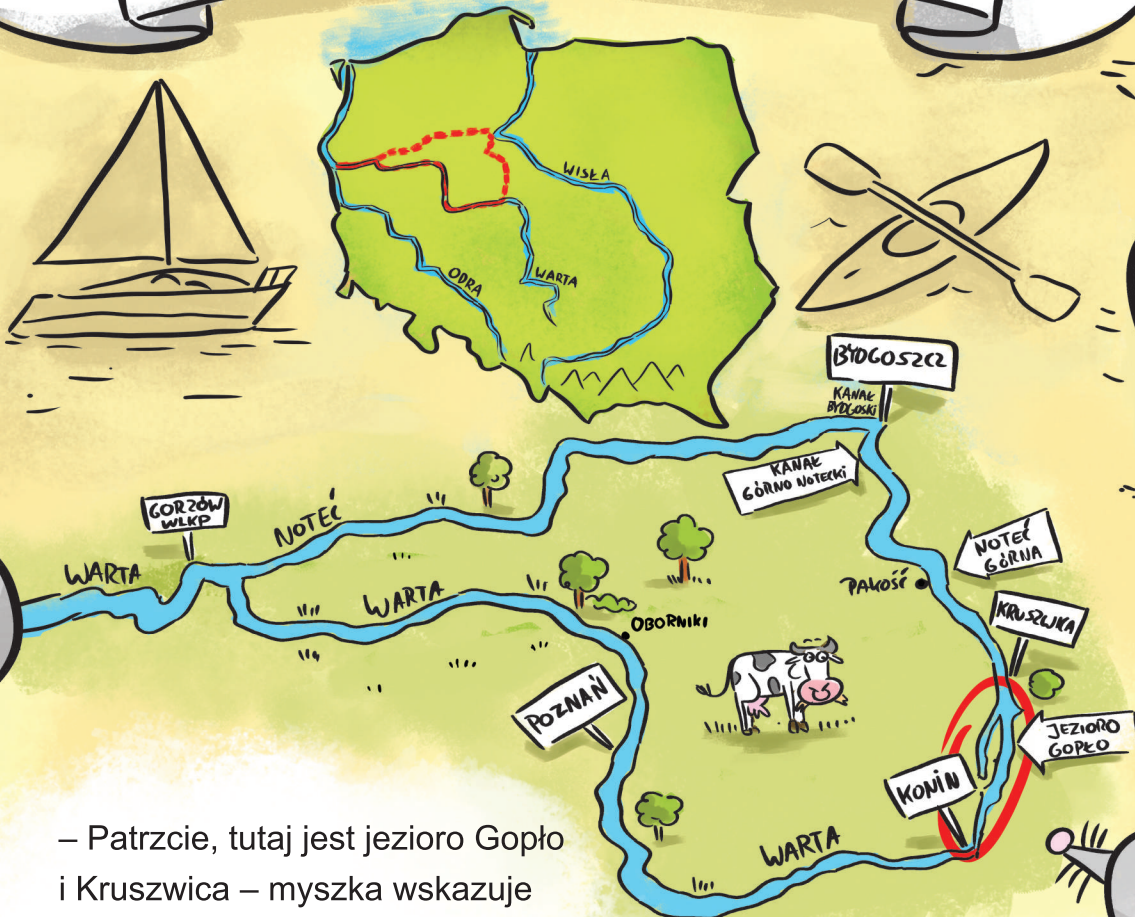 WISŁA
ODRA
WARTA
BYDGOSZCZ
KANAŁ
BYDGOSKI
KANAŁ
GÓRNO NOTECKI
GORZÓW
WLKP
NOTEĆ
WARTA
NOTEĆ
GÓRNA
PAKOŚĆ
WARTA
KRUSZWIKA
OBORNIKI
POZNAŃ
JEZIORO
GOPŁO
KONIN
WARTA
– Patrzcie, tutaj jest jezioro Gopło
i Kruszwica – myszka wskazuje